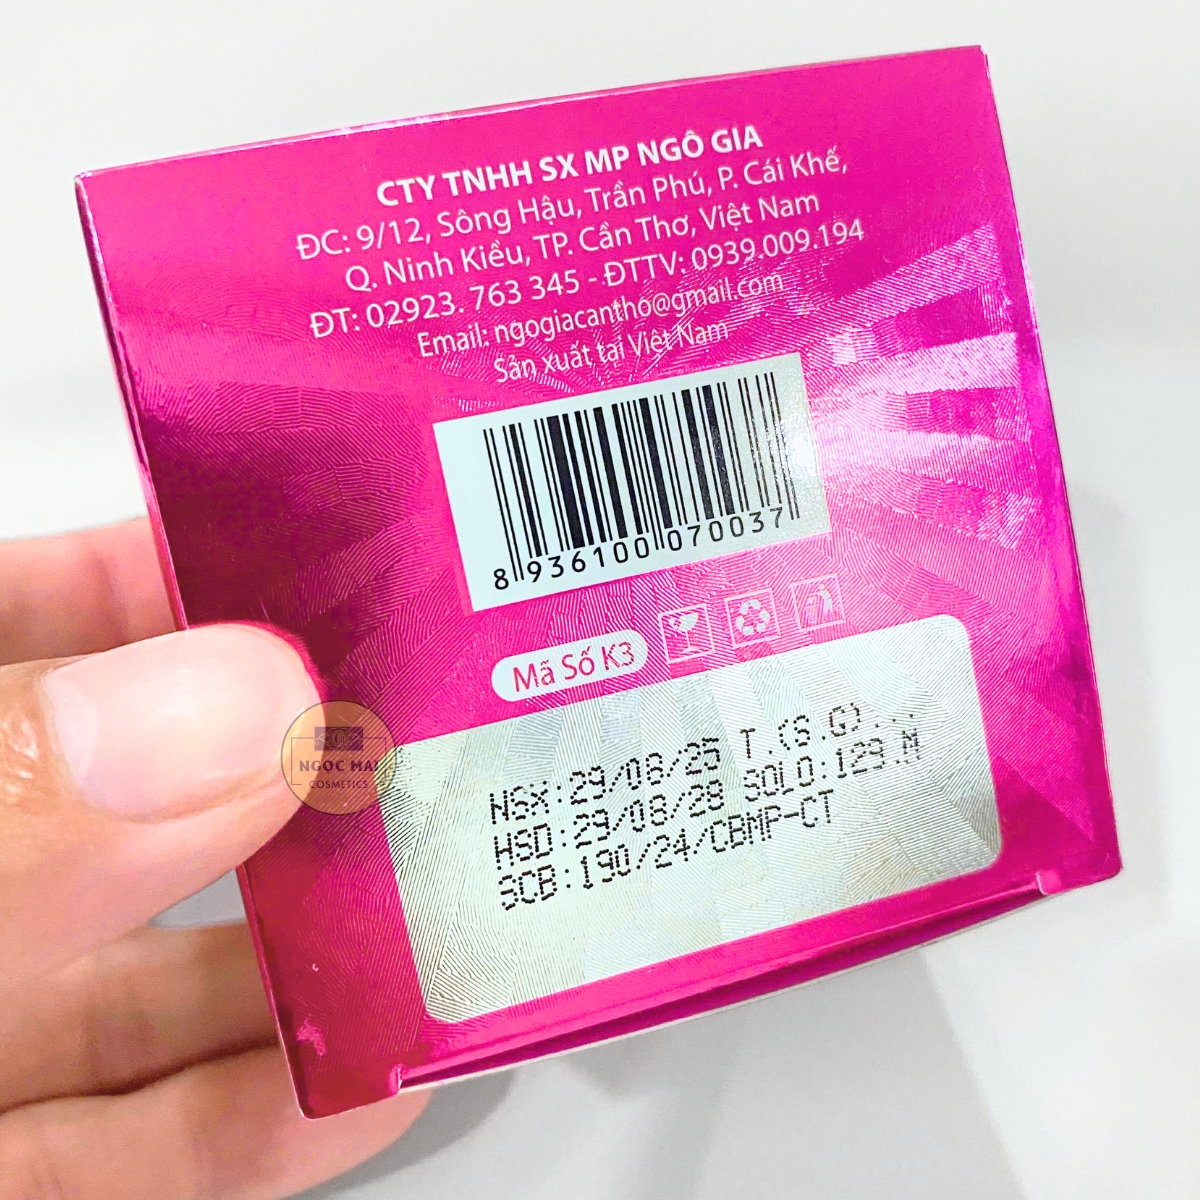 CTY TNHH SX MP NGÔ GIA
ĐC: 9/12, Sông Hậu, Trần Phú, P. Cái Khế,
Q. Ninh Kiều, TP. Cần Thơ, Việt Nam
ĐT: 02923. 763 345 - ĐTTV: 0939.009.194
Email: ngogiacantho@gmail.com
Sản xuất tại Việt Nam
8 936100 070037
Mã Số K3
NSX:29/08/25 T.(S.G)...
HSD:29/08/28 SOLO:129.M
SCB:190/24/CBMP-CT
NGỌC MAI
COSMETICS